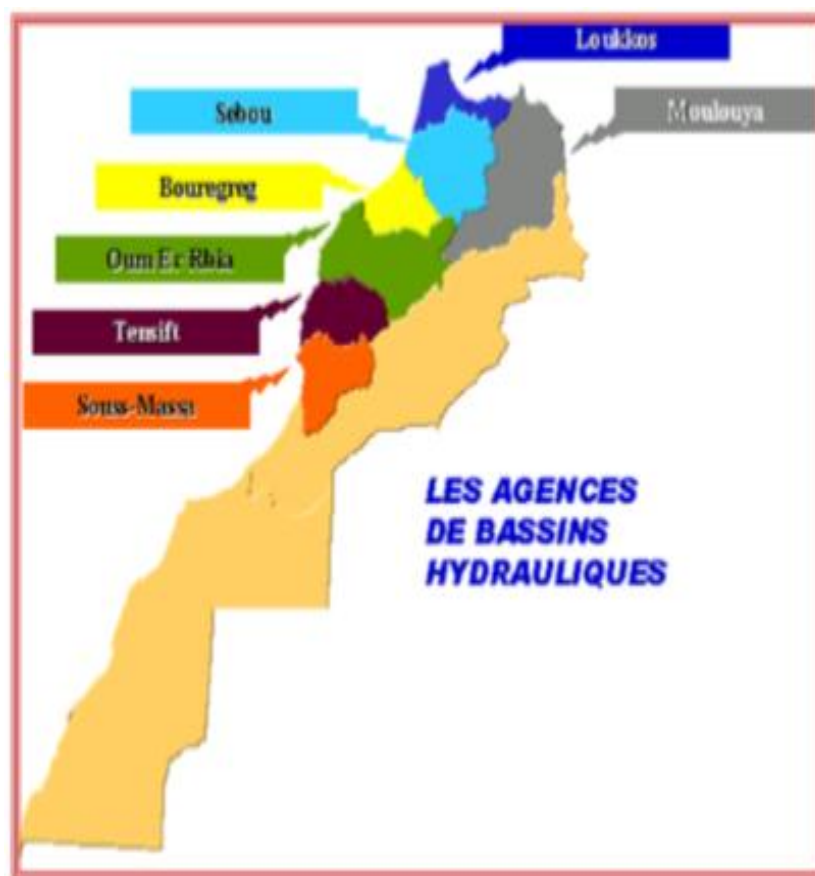 Loukkos
Sebou
Moulouya
Bouregreg
Oum Er Rbia
Tensift
Souss-Massa
LES AGENCES
DE BASSINS
HYDRAULIQUES